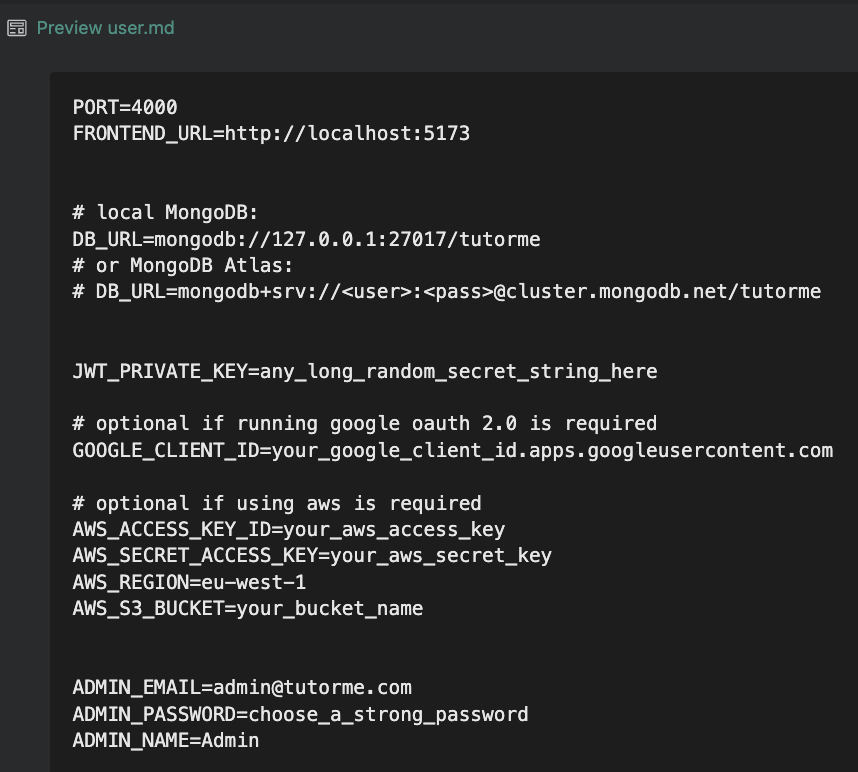 Preview user.md
PORT=4000
FRONTEND_URL=http://localhost:5173
# local MongoDB:
DB_URL=mongodb://127.0.0.1:27017/tutorme
# or MongoDB Atlas:
# DB_URL=mongodb+srv://<user>:<pass>@cluster.mongodb.net/tutorme
JWT_PRIVATE_KEY=any_long_random_secret_string_here
# optional if running google oauth 2.0 is required
GOOGLE_CLIENT_ID=your_google_client_id.apps.googleusercontent.com
# optional if using aws is required
AWS_ACCESS_KEY_ID=your_aws_access_key
AWS_SECRET_ACCESS_KEY=your_aws_secret_key
AWS_REGION=eu-west-1
AWS_S3_BUCKET=your_bucket_name
ADMIN_EMAIL=admin@tutorme.com
ADMIN_PASSWORD=choose_a_strong_password
ADMIN_NAME=Admin